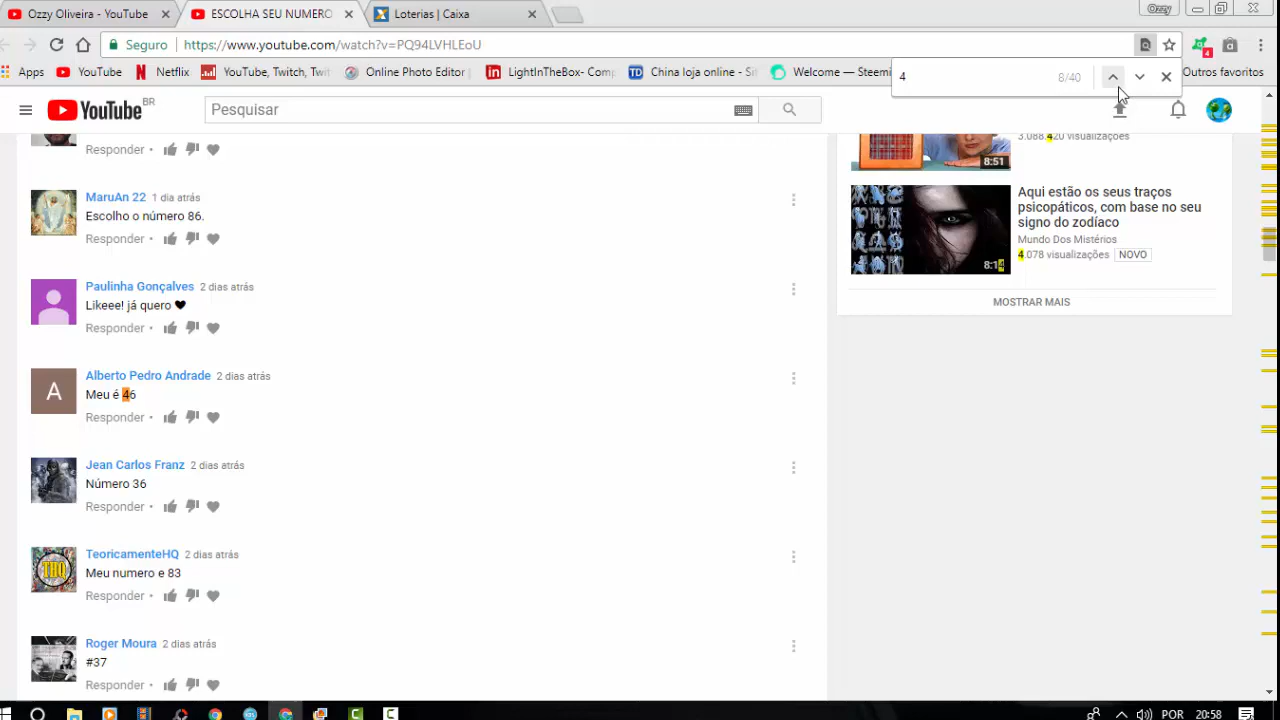 Ozzy Oliveira - YouTube
ESCOLHA SEU NUMERO
Loterias | Caixa
Ozzy
Seguro
https://www.youtube.com/watch?v=PQ94LVHLEoU
4
Apps
YouTube
Netflix
YouTube, Twitch, Twit
Online Photo Editor |
LightInTheBox- Comp
China loja online - Si
Welcome — Steemi
Outros favoritos
4
8/40
YouTube
BR
Pesquisar
Responder •
MaruAn 22 1 dia atrás
Escolho o número 86.
Responder •
Paulinha Gonçalves 2 dias atrás
Likeee! já quero ♥
Responder •
Alberto Pedro Andrade 2 dias atrás
A
Meu é 46
Responder •
Jean Carlos Franz 2 dias atrás
Número 36
Responder •
TeoricamenteHQ 2 dias atrás
THQ
Meu numero e 83
Responder •
Roger Moura 2 dias atrás
#37
Responder •
3.088.420 visualizações
8:51
Aqui estão os seus traços
psicopáticos, com base no seu
signo do zodíaco
Mundo Dos Mistérios
4.078 visualizações NOVO
8:14
MOSTRAR MAIS
POR
20:58